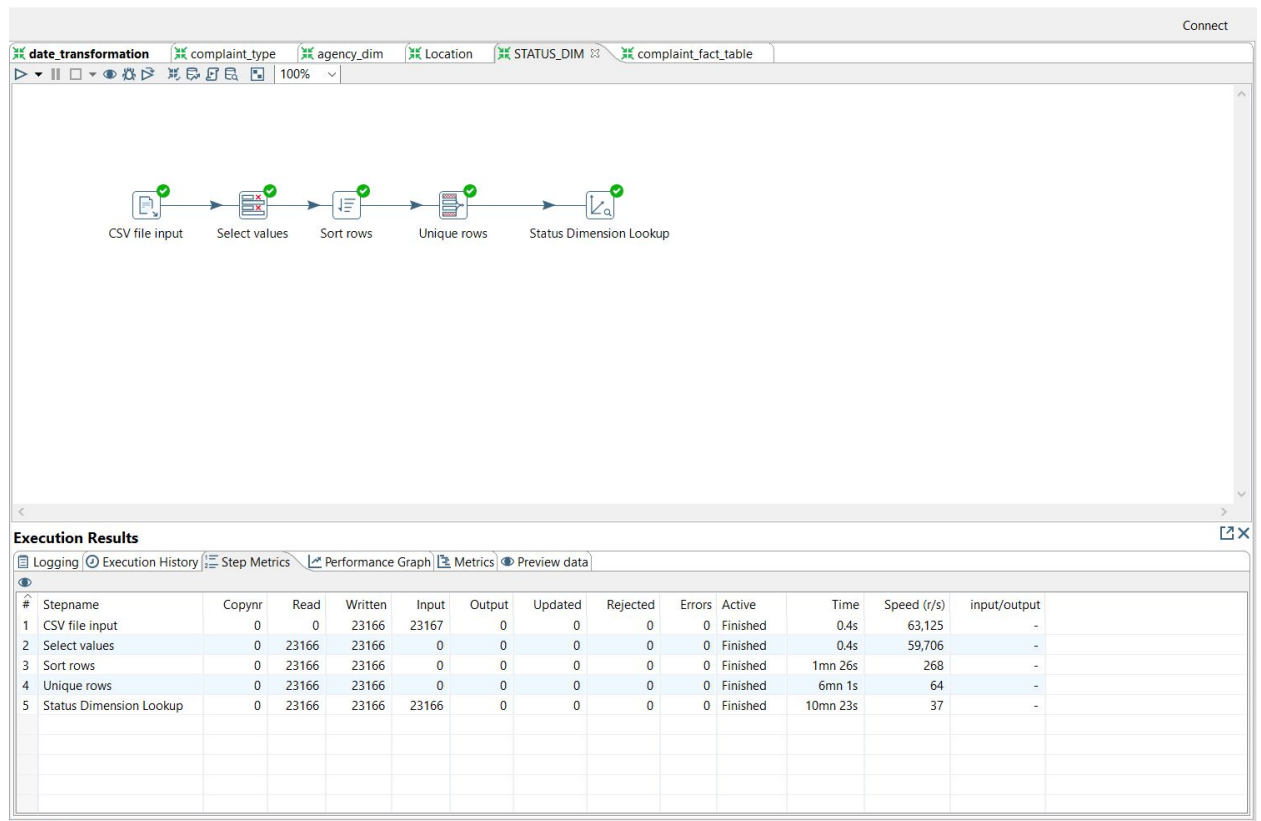 Connect
date_transformation complaint_type agency_dim Location STATUS_DIM complaint_fact_table
100%
CSV file input Select values Sort rows Unique rows Status Dimension Lookup
Execution Results
Logging Execution History Step Metrics Performance Graph Metrics Preview data
# Stepname Copynr Read Written Input Output Updated Rejected Errors Active Time Speed (r/s) input/output
1 CSV file input 0 0 23166 23167 0 0 0 0 Finished 0.4s 63,125 -
2 Select values 0 23166 23166 0 0 0 0 0 Finished 0.4s 59,706 -
3 Sort rows 0 23166 23166 0 0 0 0 0 Finished 1mn 26s 268 -
4 Unique rows 0 23166 23166 0 0 0 0 0 Finished 6mn 1s 64 -
5 Status Dimension Lookup 0 23166 23166 23166 0 0 0 0 Finished 10mn 23s 37 -